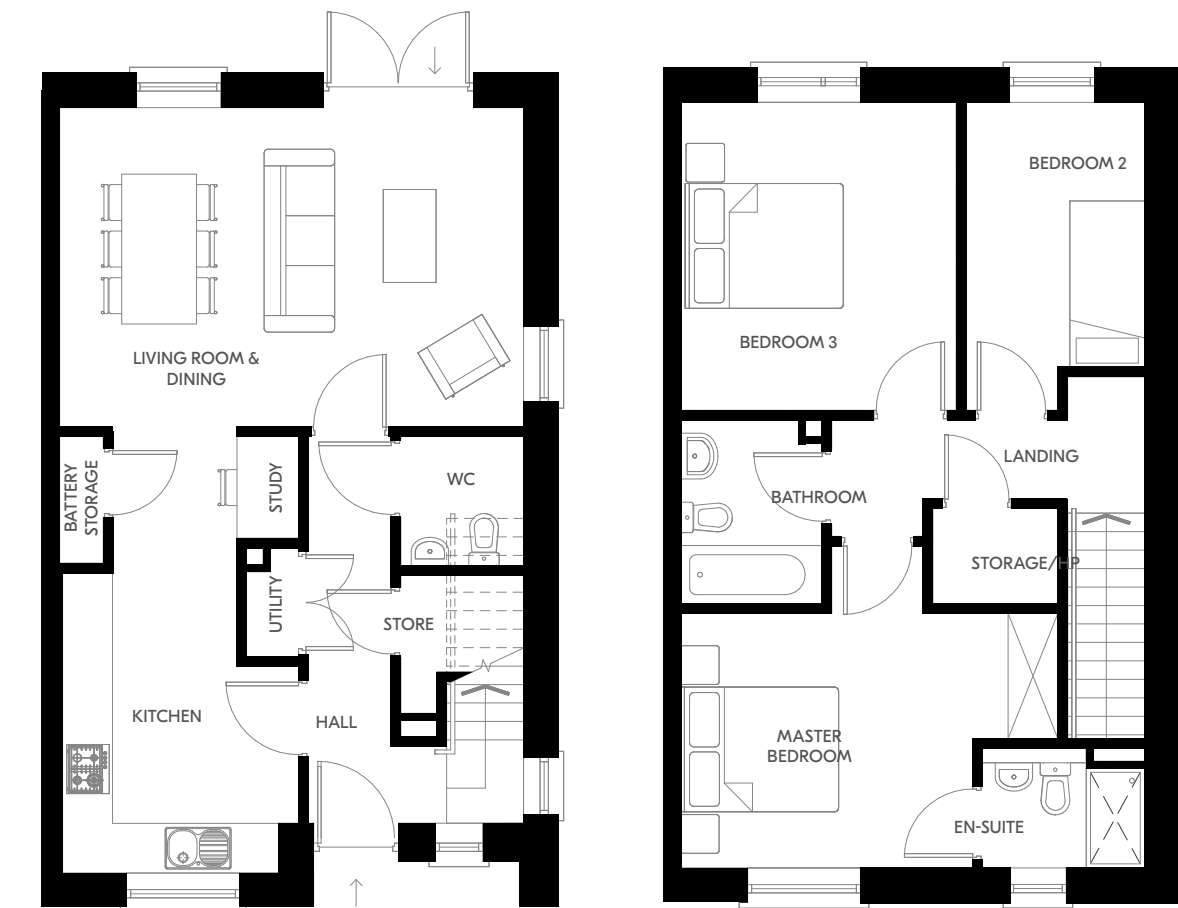 LIVING ROOM &
DINING
BATTERY
STORAGE
STUDY
WC
UTILITY
STORE
KITCHEN
HALL
BEDROOM 2
BEDROOM 3
LANDING
BATHROOM
STORAGE/HP
MASTER
BEDROOM
EN-SUITE